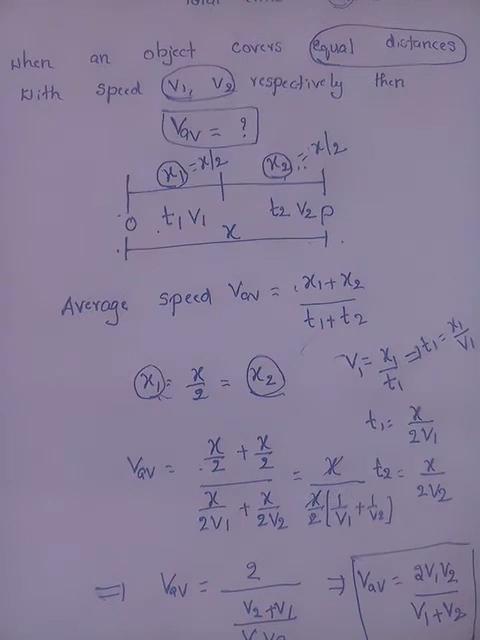 Total time
When an object covers equal distances
with speed V1, V2 respectively then
Vav = ?
x1 = x/2 x2 = x/2
O t1 V1 t2 V2 P
x
Average speed Vav = x1 + x2 / t1 + t2
V1 = x1/t1 ⇒ t1 = x1/V1
x1 = x/2 = x2
t1 = x/2V1
Vav = (x/2 + x/2) / (x/2V1 + x/2V2) = x / (x/2 [1/V1 + 1/V2]) t2 = x/2V2
⇒ Vav = 2 / (V2 + V1 / V1V2) ⇒ Vav = 2V1V2 / V1 + V2